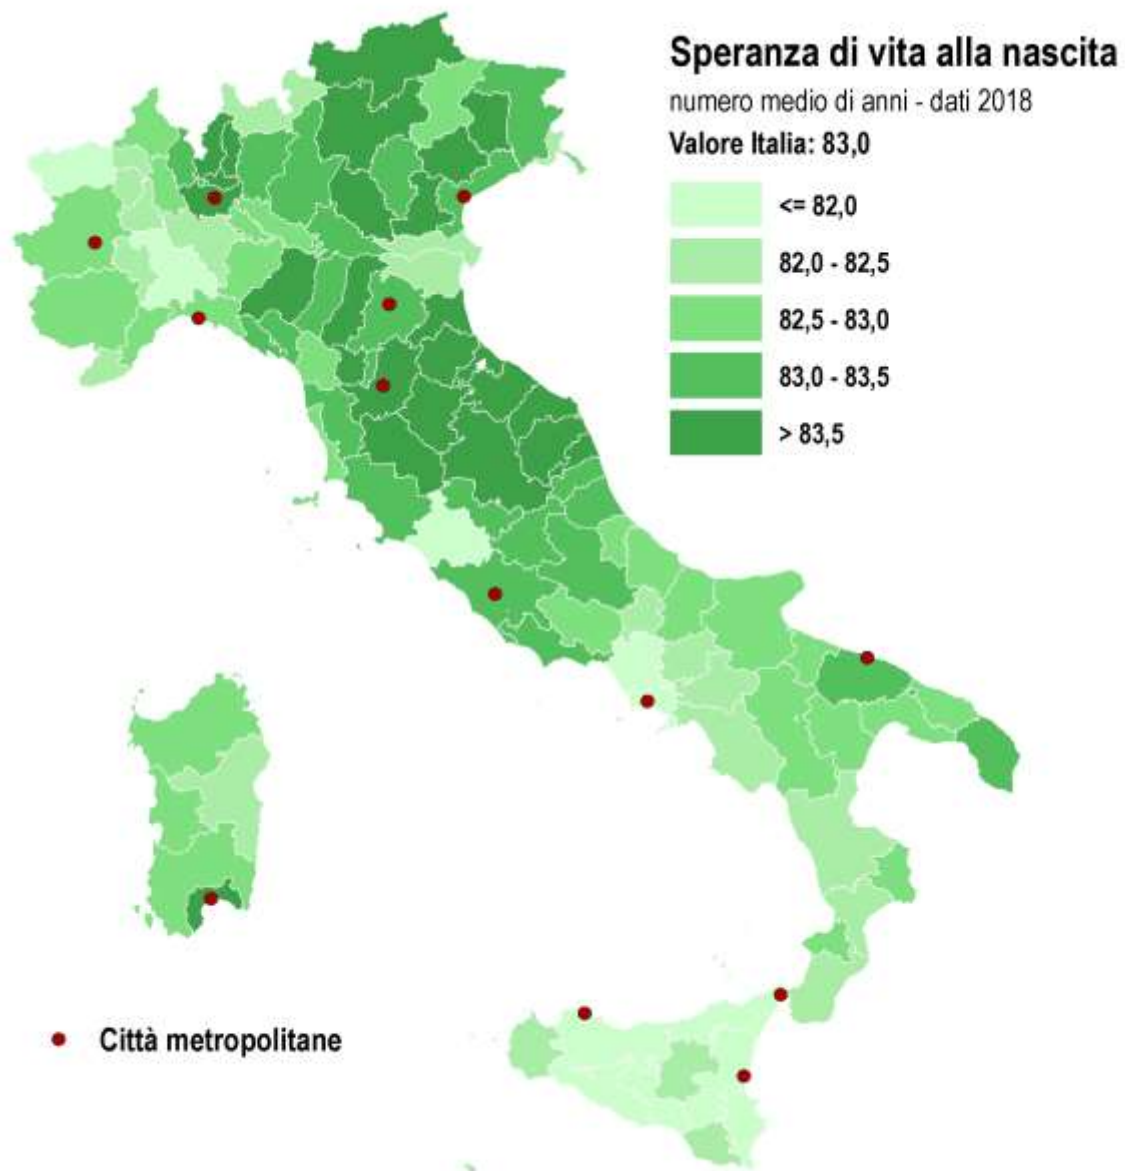 Speranza di vita alla nascita
numero medio di anni - dati 2018
Valore Italia: 83,0
<= 82,0
82,0 - 82,5
82,5 - 83,0
83,0 - 83,5
> 83,5
Città metropolitane